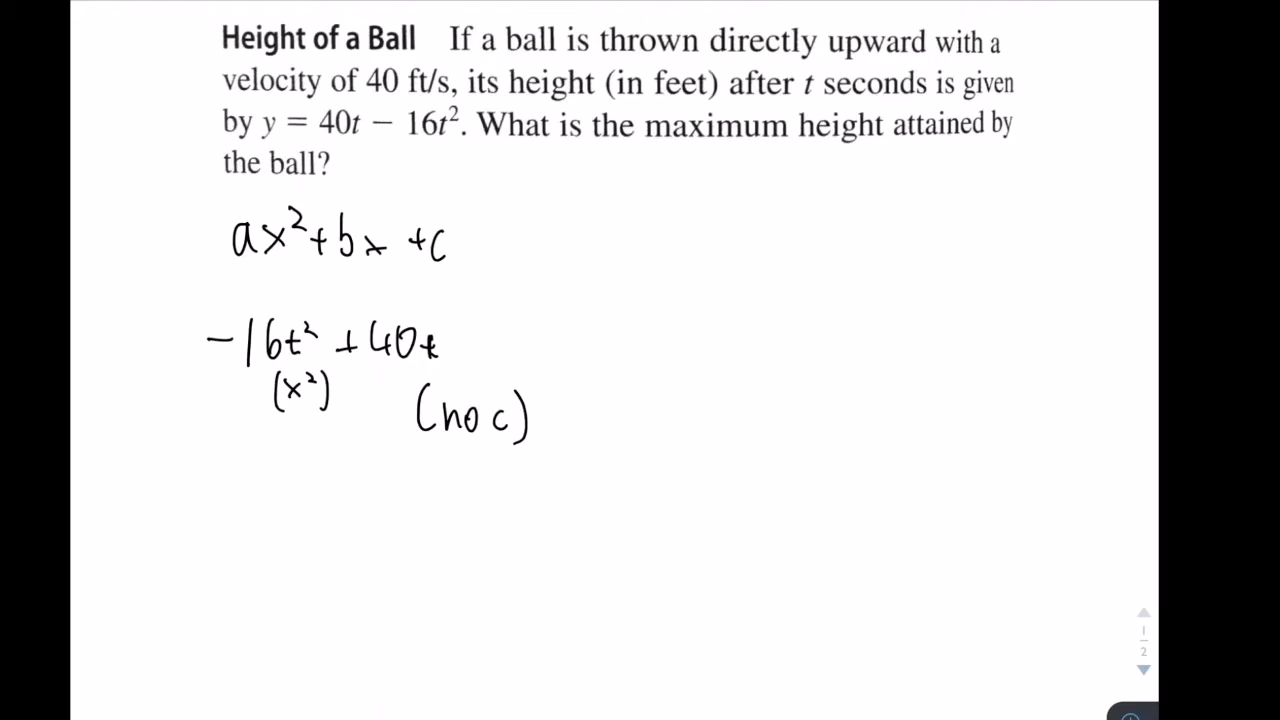 Height of a Ball If a ball is thrown directly upward with a
velocity of 40 ft/s, its height (in feet) after t seconds is given
by y = 40t − 16t². What is the maximum height attained by
the ball?
ax²+bx +c
-16t² +40t
(x²)
(no c)
1
2